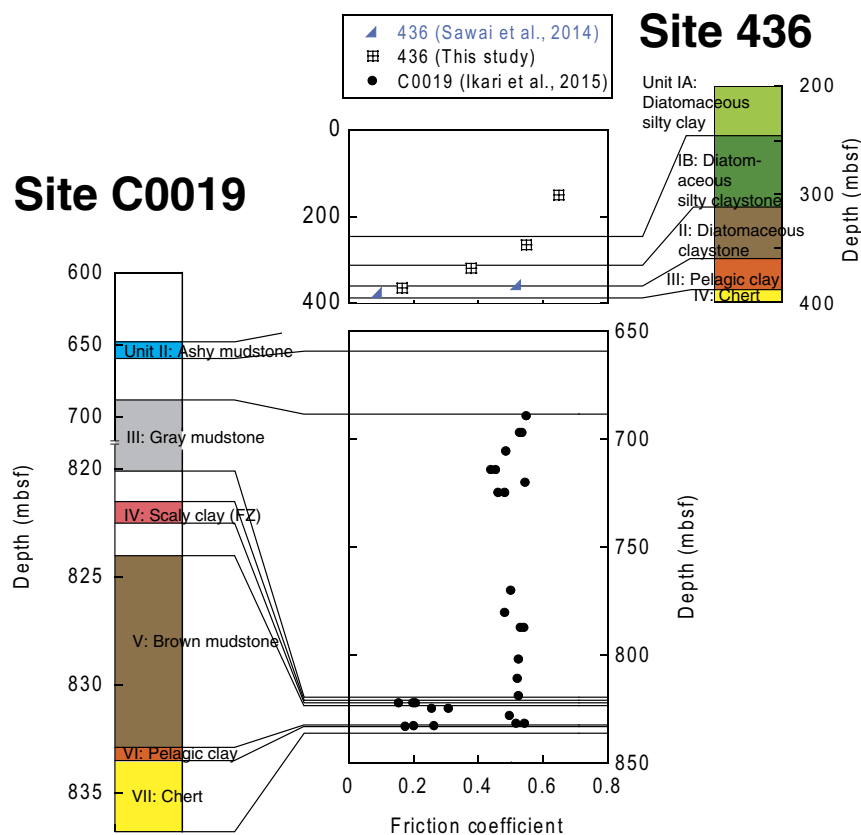 436 (Sawai et al., 2014)
436 (This study)
C0019 (Ikari et al., 2015)
Site 436
Site C0019
Unit IA:
Diatomaceous
silty clay
IB: Diatom-
aceous
silty claystone
II: Diatomaceous
claystone
III: Pelagic clay
IV: Chert
200
300
400
Depth (mbsf)
0
200
400
600
650
700
820
825
830
835
Depth (mbsf)
Unit II: Ashy mudstone
III: Gray mudstone
IV: Scaly clay (FZ)
V: Brown mudstone
VI: Pelagic clay
VII: Chert
650
700
750
800
850
Depth (mbsf)
0 0.2 0.4 0.6 0.8
Friction coefficient